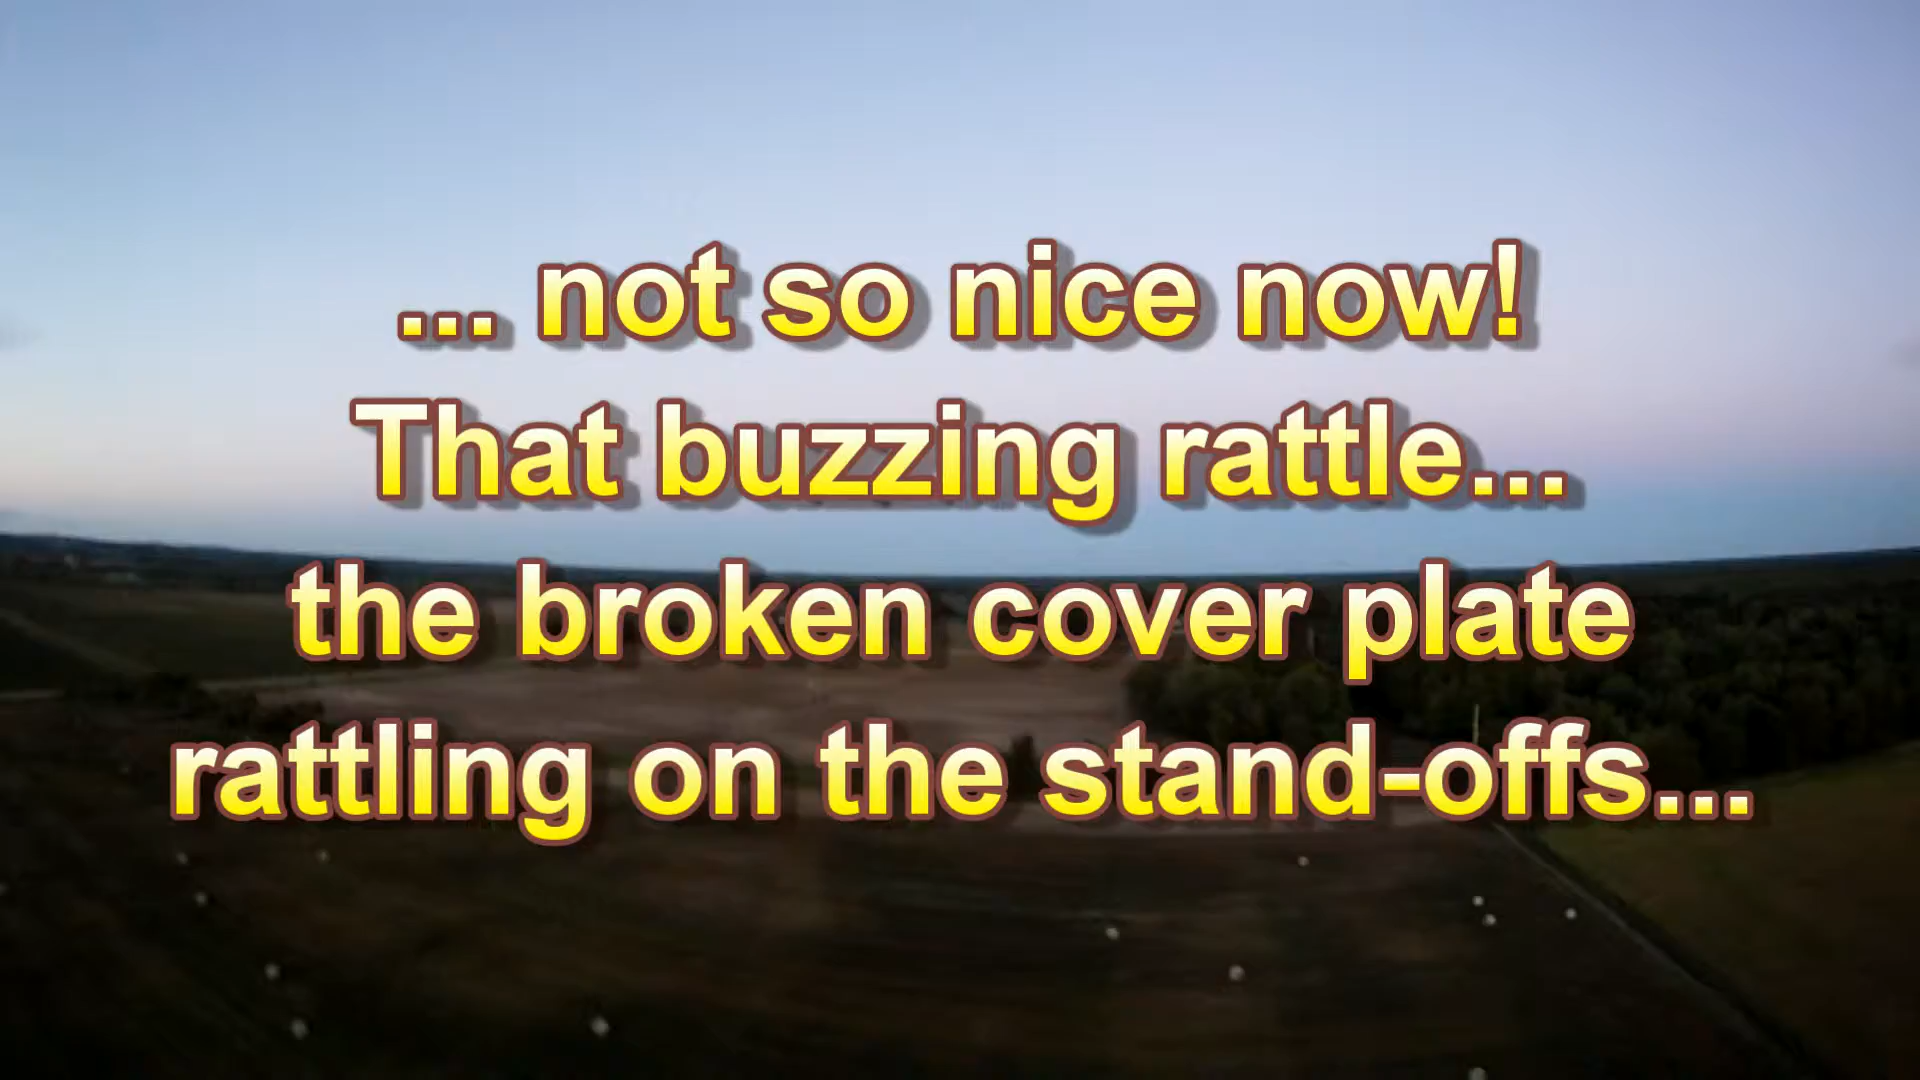 ... not so nice now!
That buzzing rattle...
the broken cover plate
rattling on the stand-offs...